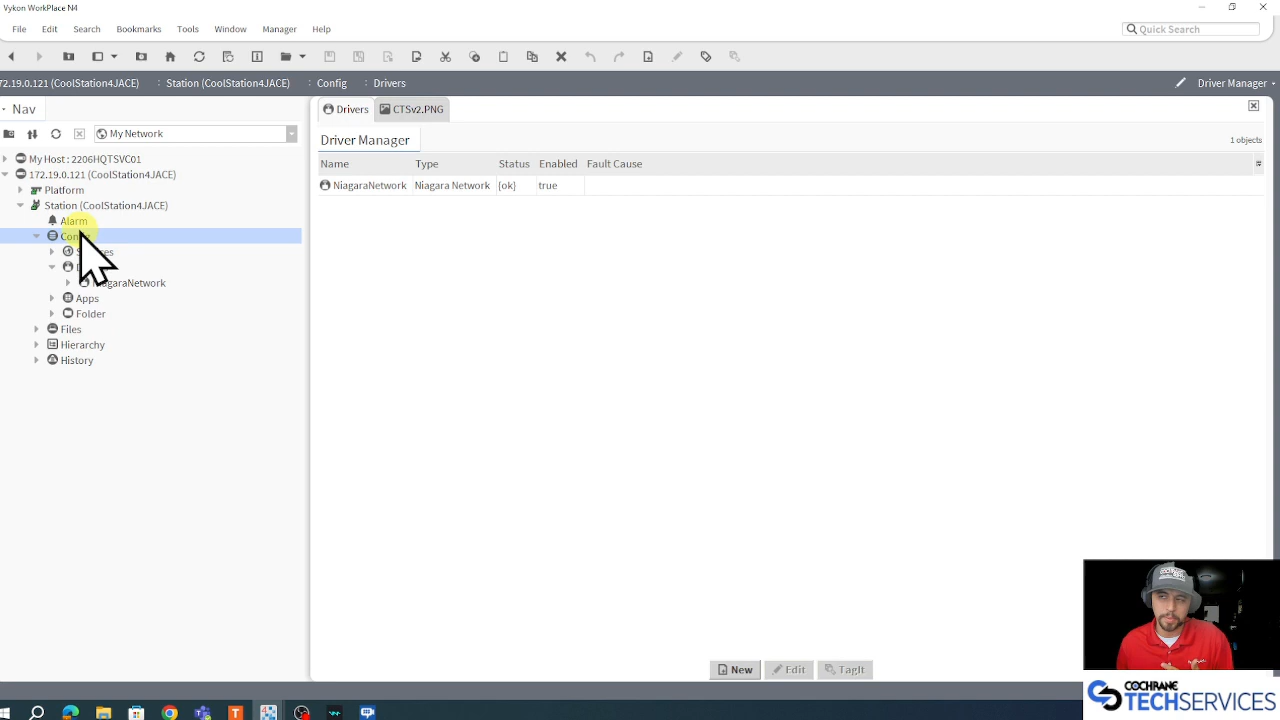 Vykon WorkPlace N4
File Edit Search Bookmarks Tools Window Manager Help
Quick Search
72.19.0.121 (CoolStation4JACE) : Station (CoolStation4JACE) : Config : Drivers
Driver Manager
Nav
My Network
My Host : 2206HQTSVC01
172.19.0.121 (CoolStation4JACE)
Platform
Station (CoolStation4JACE)
Alarm
NiagaraNetwork
Apps
Folder
Files
Hierarchy
History
Drivers CTSv2.PNG
Driver Manager
1 objects
Name Type Status Enabled Fault Cause
NiagaraNetwork Niagara Network {ok} true
New Edit TagIt
COCHRANE
TECHSERVICES